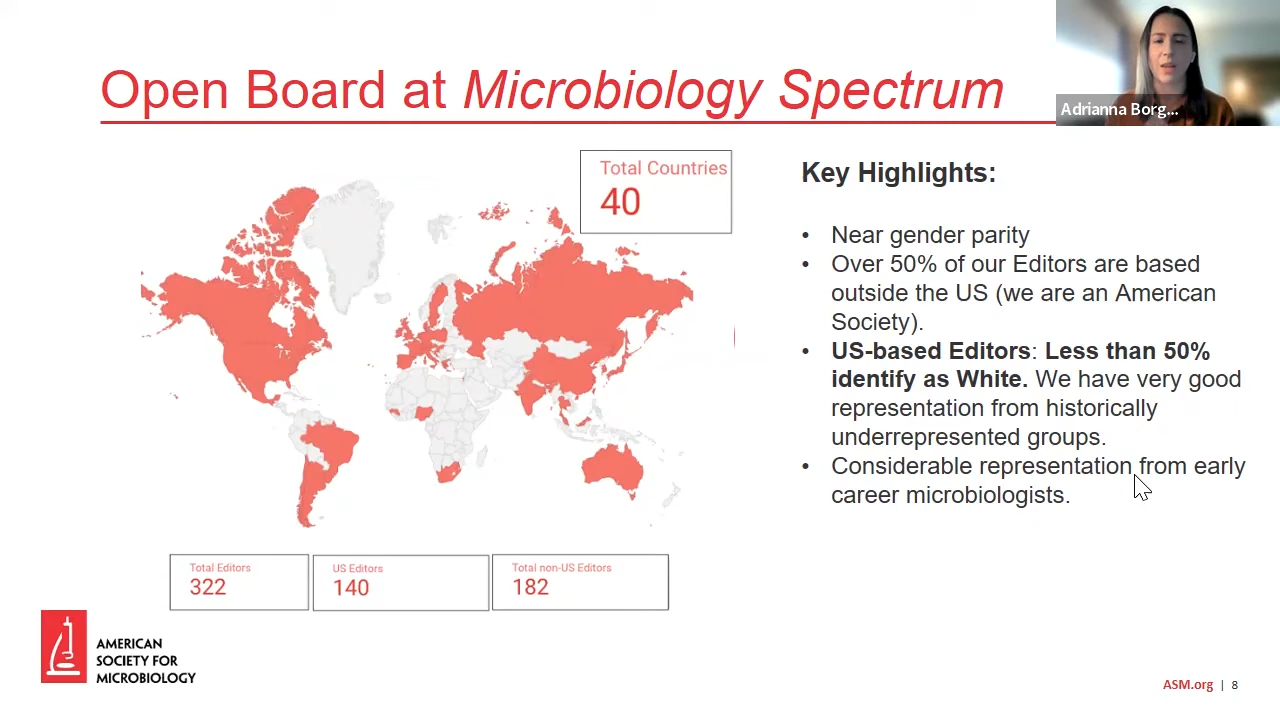 Open Board at Microbiology Spectrum
Adrianna Borg...
Total Countries
40
Key Highlights:
• Near gender parity
• Over 50% of our Editors are based
outside the US (we are an American
Society).
• US-based Editors: Less than 50%
identify as White. We have very good
representation from historically
underrepresented groups.
• Considerable representation from early
career microbiologists.
Total Editors
322
US Editors
140
Total non-US Editors
182
AMERICAN
SOCIETY FOR
MICROBIOLOGY
ASM.org | 8